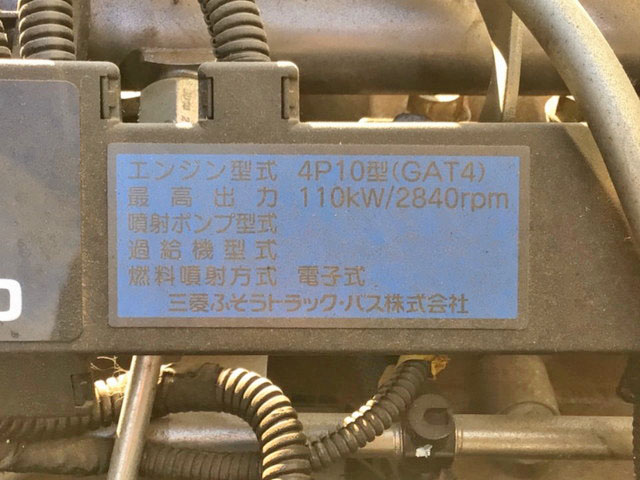 エンジン型式 4P10型(GAT4)
最高出力 110kW/2840rpm
噴射ポンプ型式
過給機型式
燃料噴射方式 電子式
三菱ふそうトラック・バス株式会社